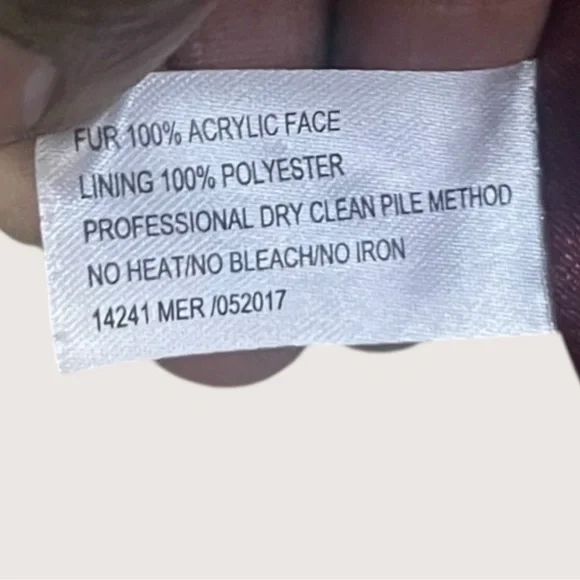 FUR 100% ACRYLIC FACE
LINING 100% POLYESTER
PROFESSIONAL DRY CLEAN PILE METHOD
NO HEAT/NO BLEACH/NO IRON
14241 MER /052017